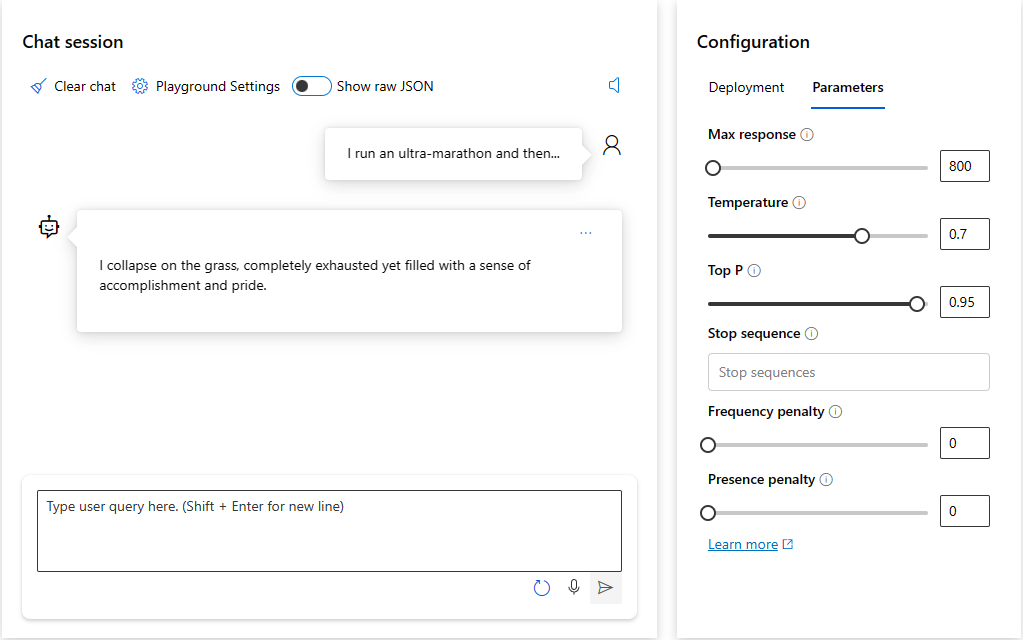 Chat session
Clear chat
Playground Settings
Show raw JSON
I run an ultra-marathon and then...
...
I collapse on the grass, completely exhausted yet filled with a sense of
accomplishment and pride.
Type user query here. (Shift + Enter for new line)
Configuration
Deployment
Parameters
Max response
800
Temperature
0.7
Top P
0.95
Stop sequence
Stop sequences
Frequency penalty
0
Presence penalty
0
Learn more